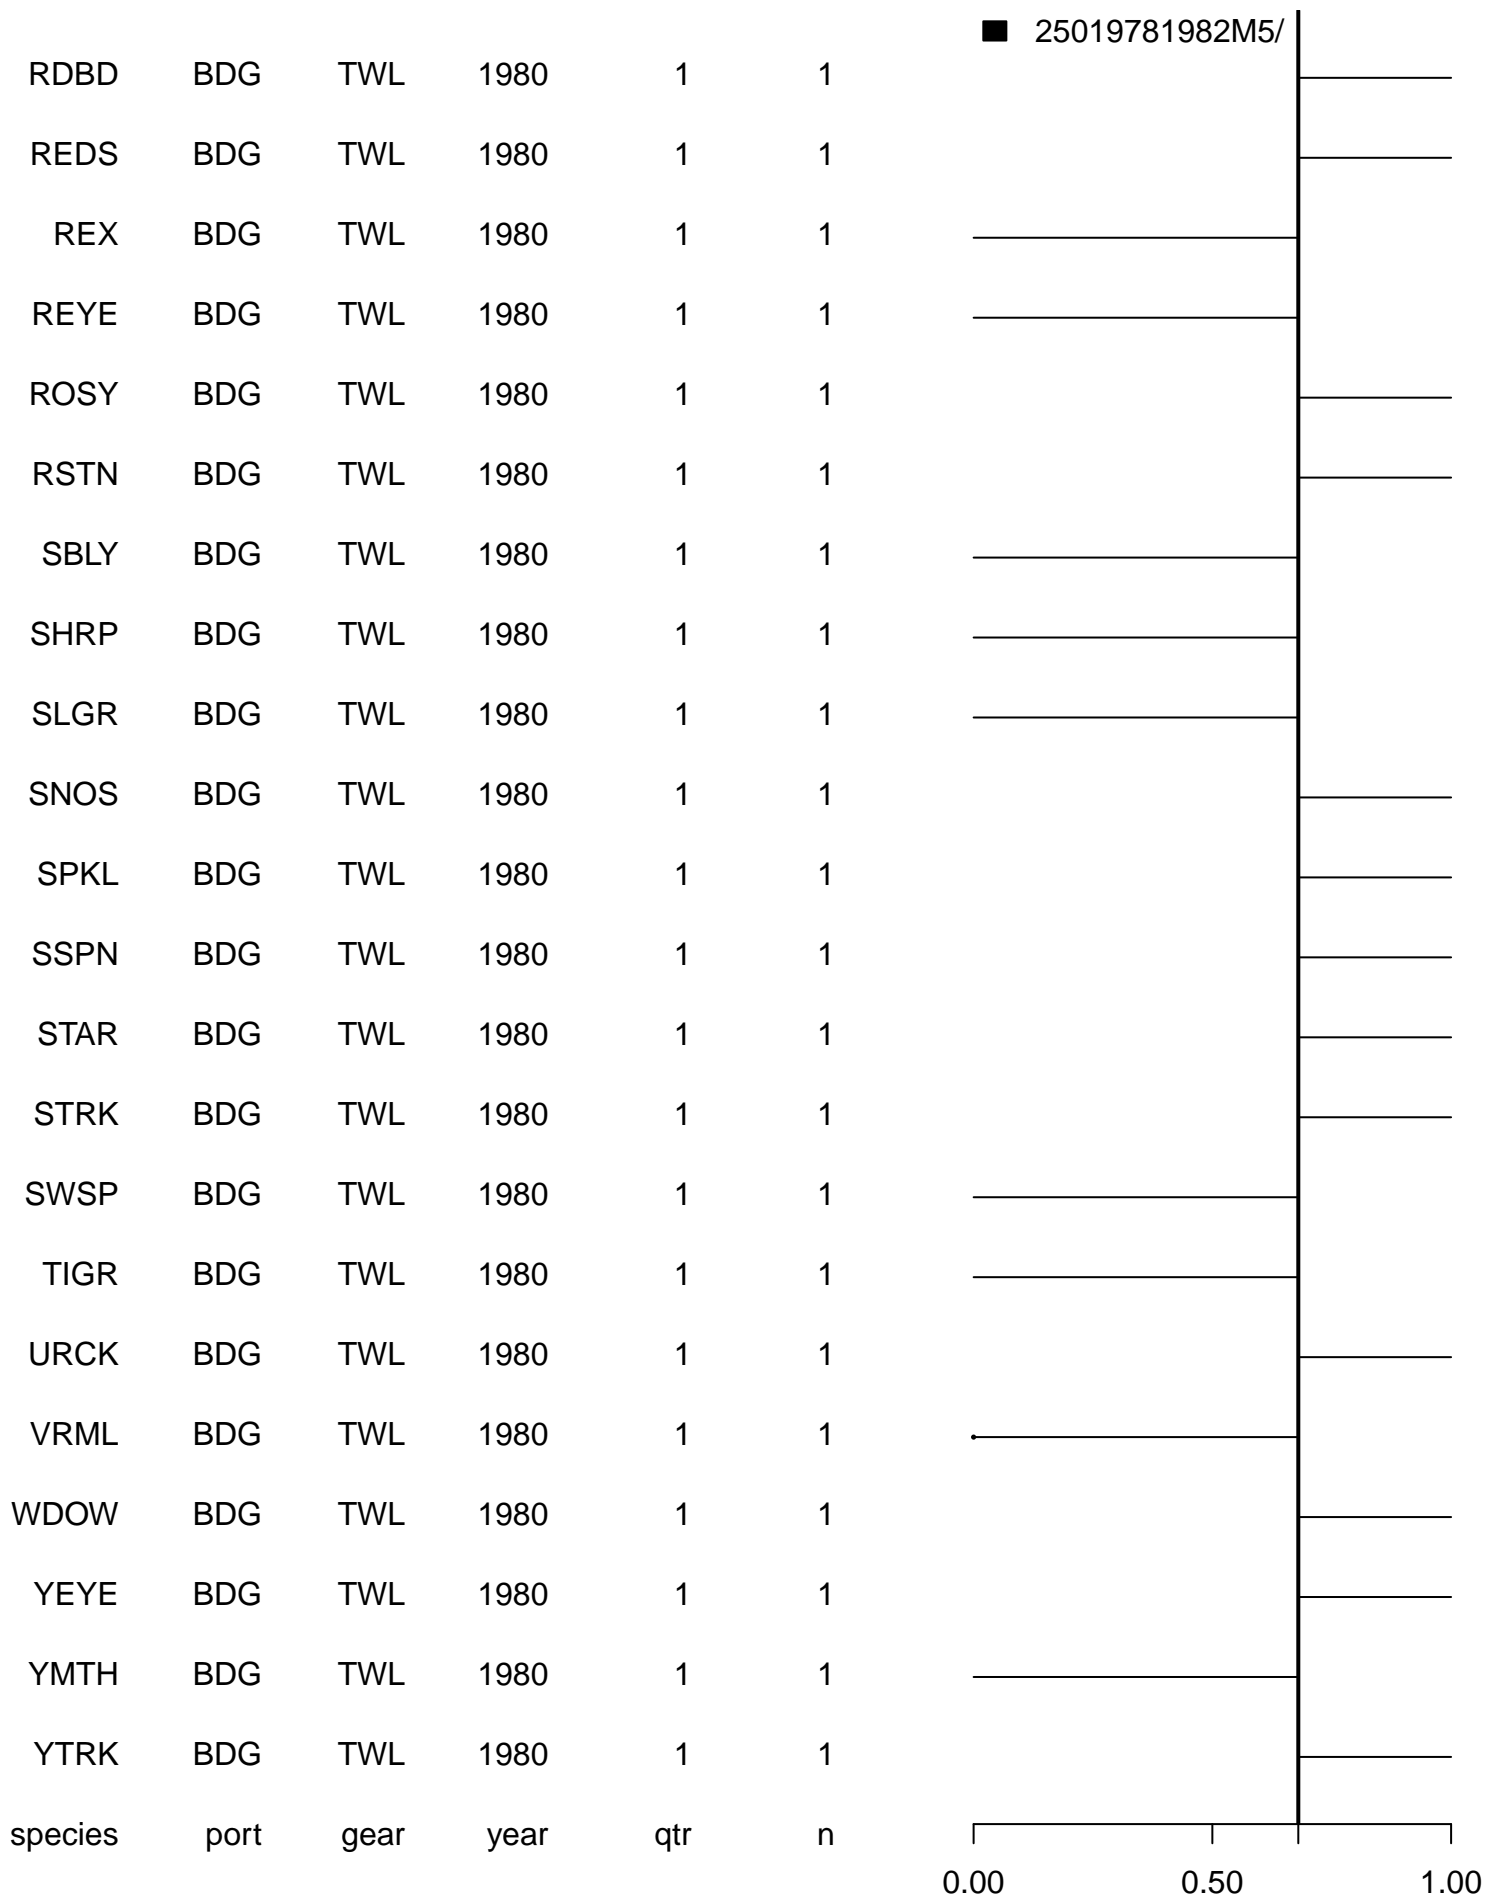 25019781982M5/
RDBD BDG TWL 1980 1 1
REDS BDG TWL 1980 1 1
REX BDG TWL 1980 1 1
REYE BDG TWL 1980 1 1
ROSY BDG TWL 1980 1 1
RSTN BDG TWL 1980 1 1
SBLY BDG TWL 1980 1 1
SHRP BDG TWL 1980 1 1
SLGR BDG TWL 1980 1 1
SNOS BDG TWL 1980 1 1
SPKL BDG TWL 1980 1 1
SSPN BDG TWL 1980 1 1
STAR BDG TWL 1980 1 1
STRK BDG TWL 1980 1 1
SWSP BDG TWL 1980 1 1
TIGR BDG TWL 1980 1 1
URCK BDG TWL 1980 1 1
VRML BDG TWL 1980 1 1
WDOW BDG TWL 1980 1 1
YEYE BDG TWL 1980 1 1
YMTH BDG TWL 1980 1 1
YTRK BDG TWL 1980 1 1
species port gear year qtr n
0.00 0.50 1.00